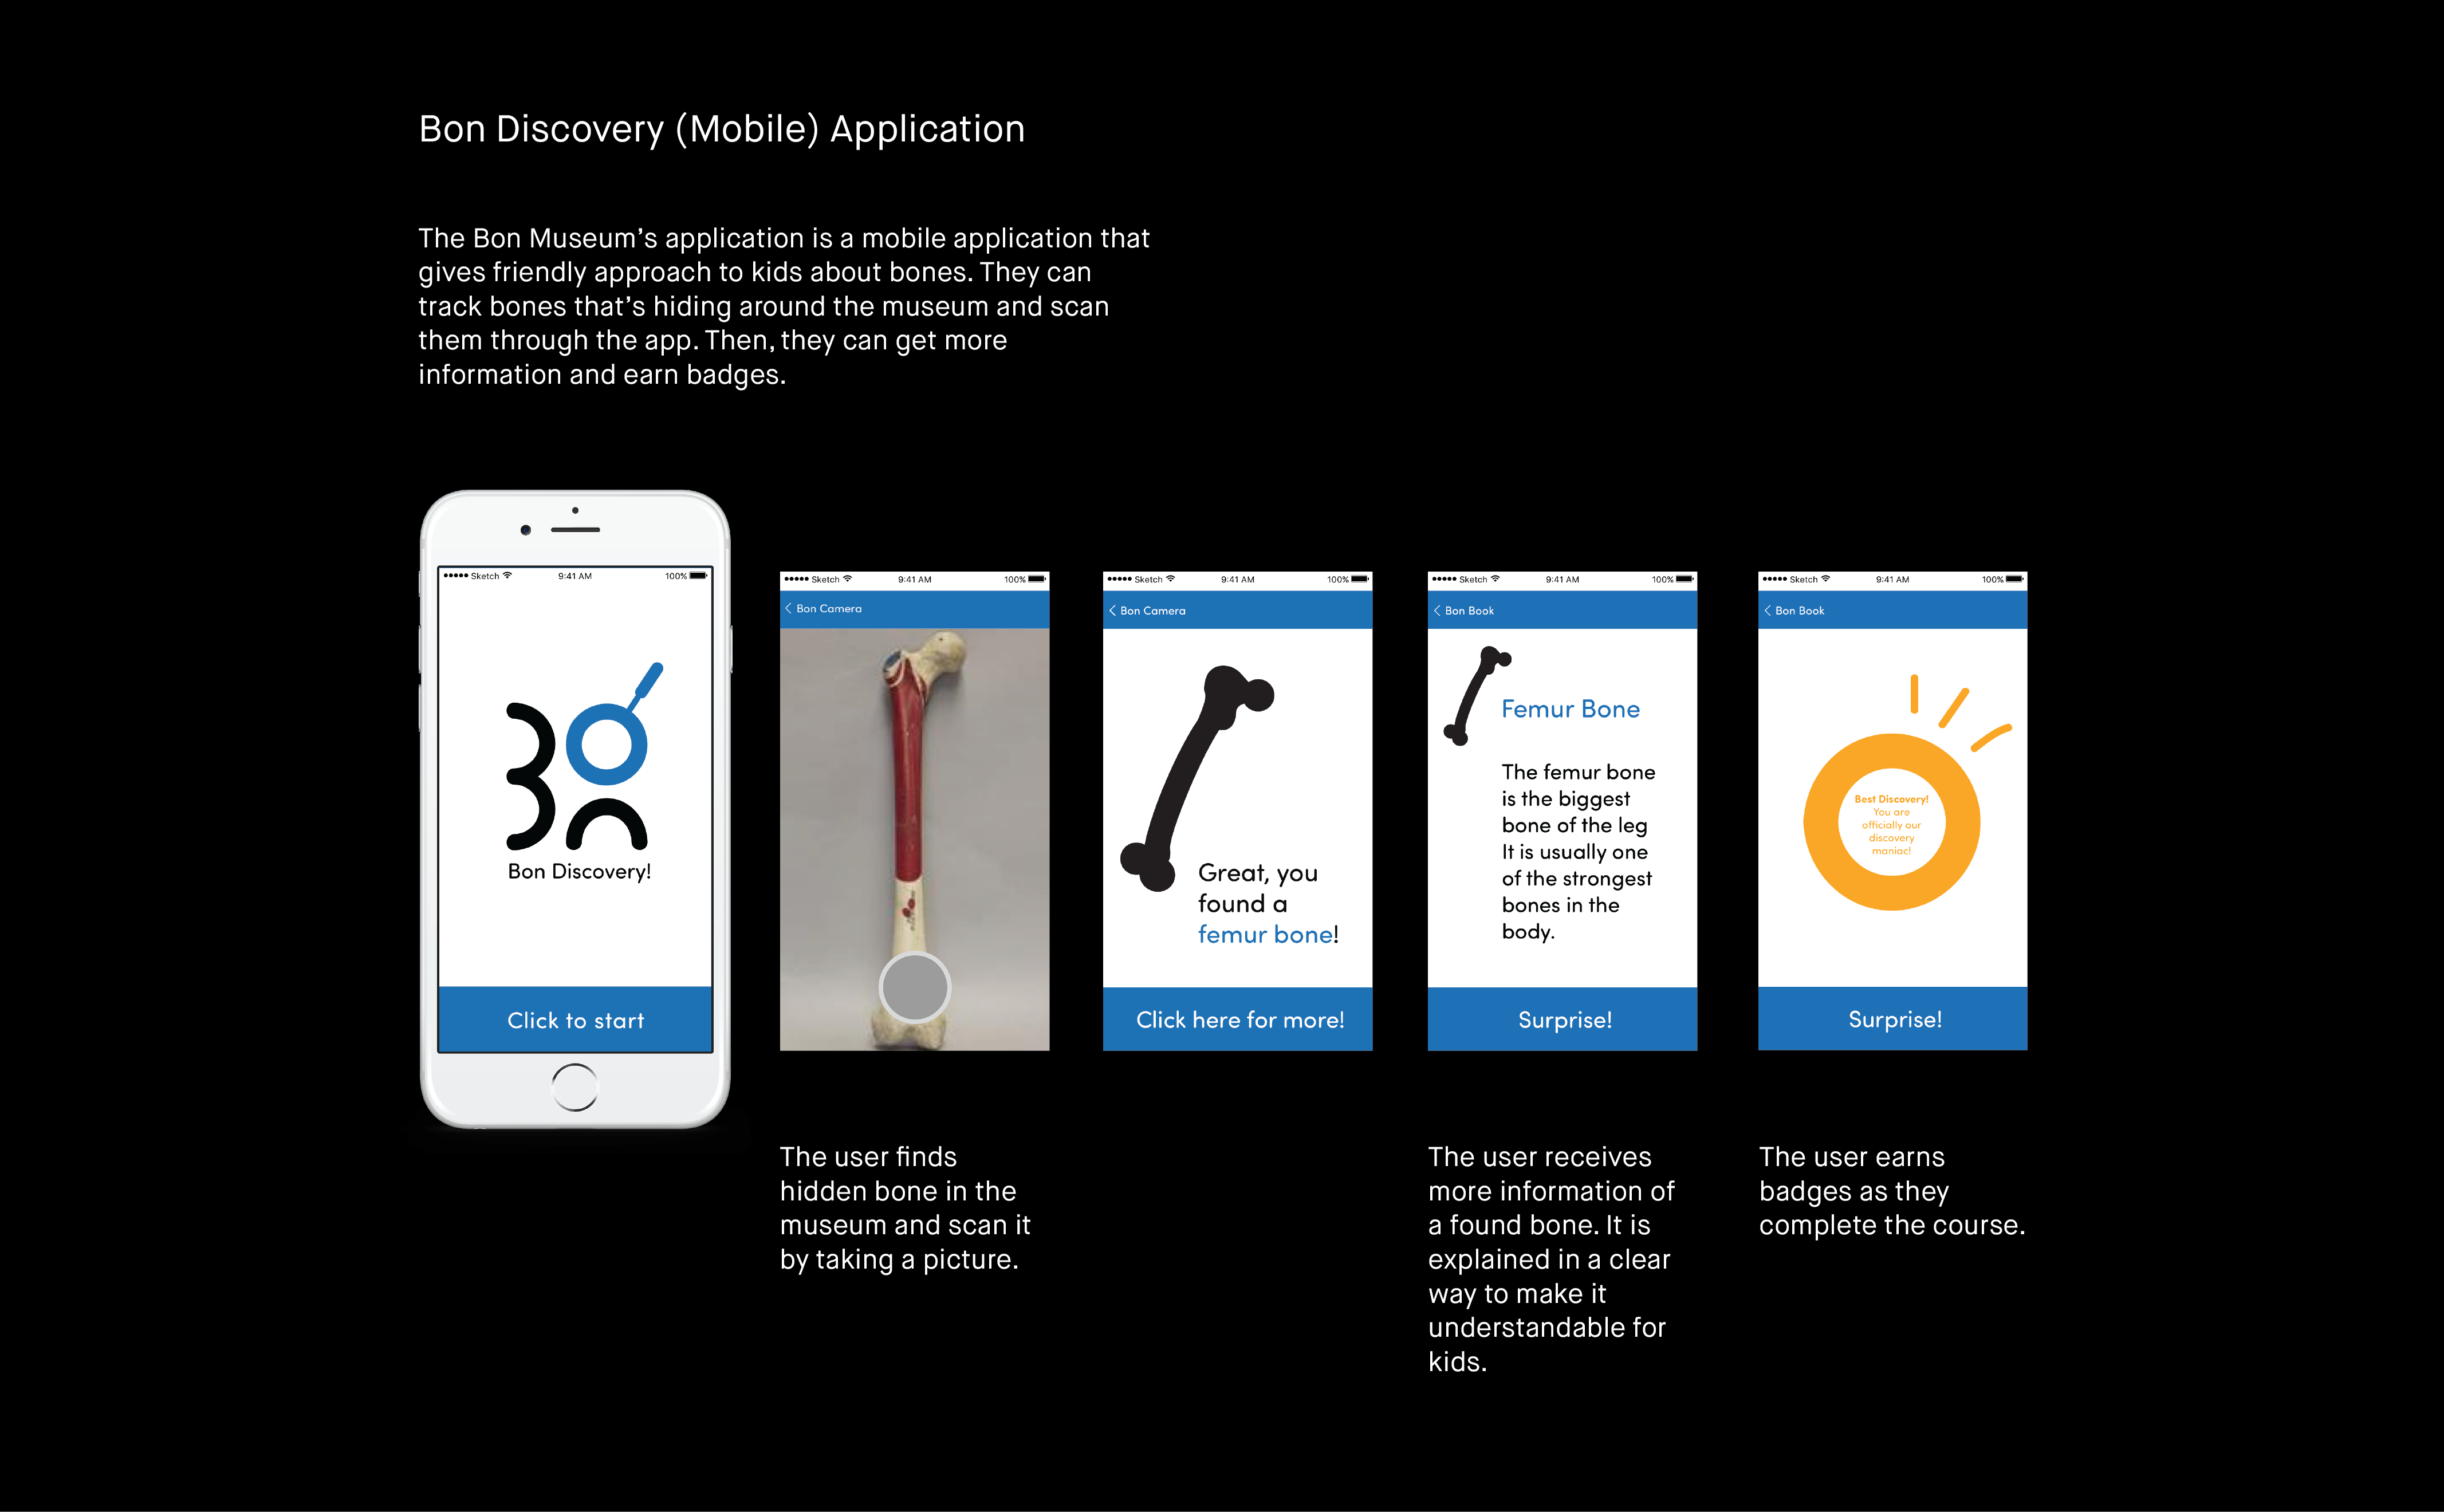 Bon Discovery (Mobile) Application
The Bon Museum's application is a mobile application that
gives friendly approach to kids about bones. They can
track bones that's hiding around the museum and scan
them through the app. Then, they can get more
information and earn badges.
Sketch 9:41 AM 100%
Bon Discovery!
Click to start
Sketch 9:41 AM 100%
Bon Camera
Sketch 9:41 AM 100%
Bon Camera
Great, you
found a
femur bone!
Click here for more!
Sketch 9:41 AM 100%
Bon Book
Femur Bone
The femur bone
is the biggest
bone of the leg
It is usually one
of the strongest
bones in the
body.
Surprise!
Sketch 9:41 AM 100%
Bon Book
Best Discovery!
You are
officially our
discovery
maniac!
Surprise!
The user finds
hidden bone in the
museum and scan it
by taking a picture.
The user receives
more information of
a found bone. It is
explained in a clear
way to make it
understandable for
kids.
The user earns
badges as they
complete the course.